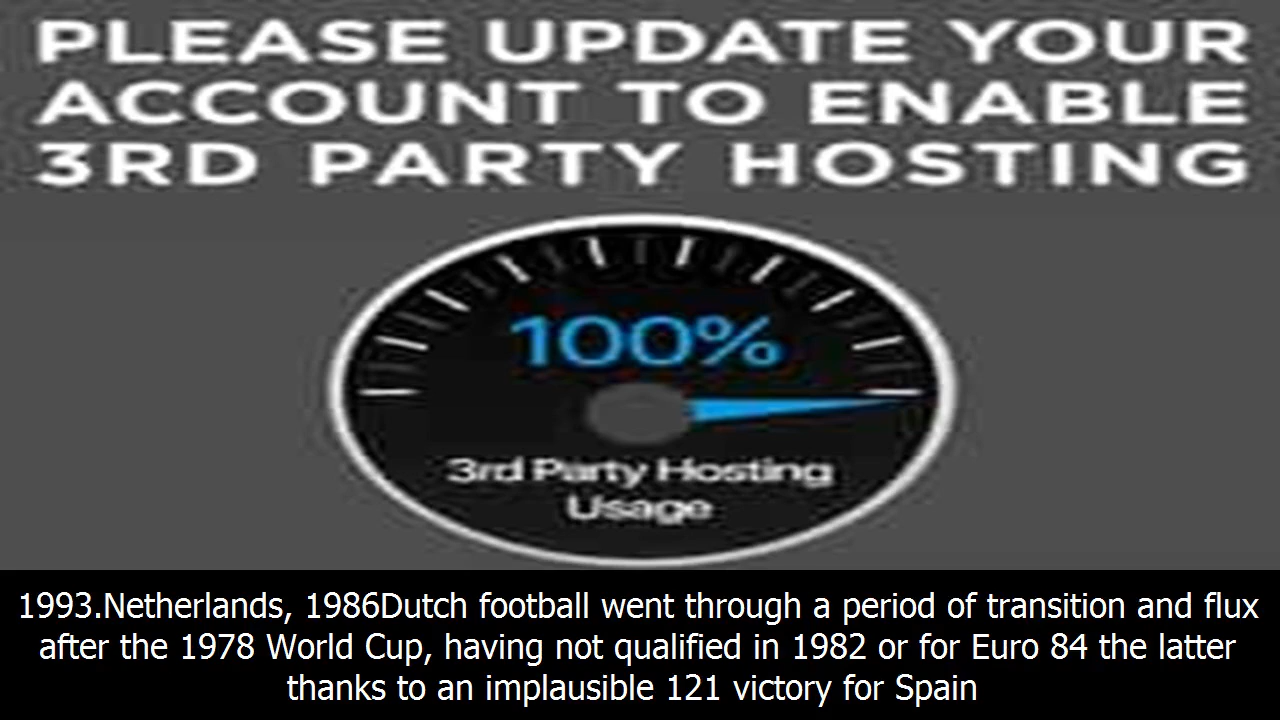 PLEASE UPDATE YOUR
ACCOUNT TO ENABLE
3RD PARTY HOSTING
100%
3rd Party Hosting
Usage
1993.Netherlands, 1986Dutch football went through a period of transition and flux
after the 1978 World Cup, having not qualified in 1982 or for Euro 84 the latter
thanks to an implausible 121 victory for Spain